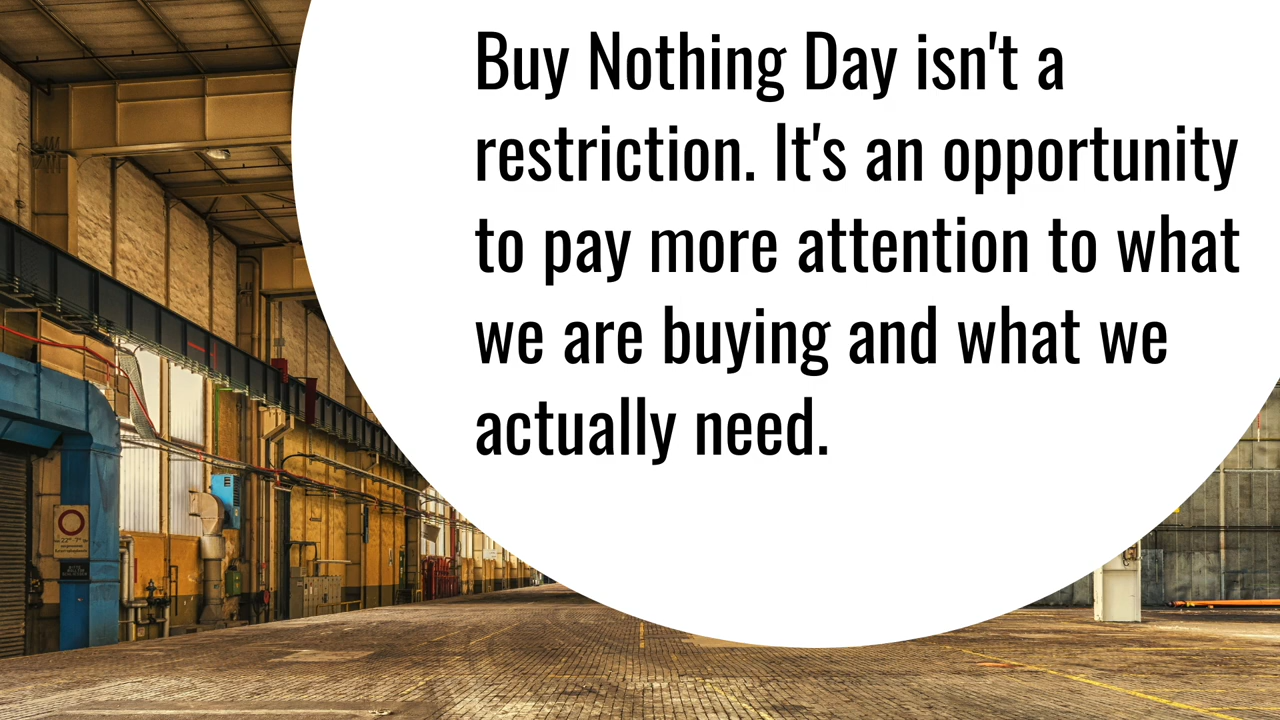 Buy Nothing Day isn't a
restriction. It's an opportunity
to pay more attention to what
we are buying and what we
actually need.